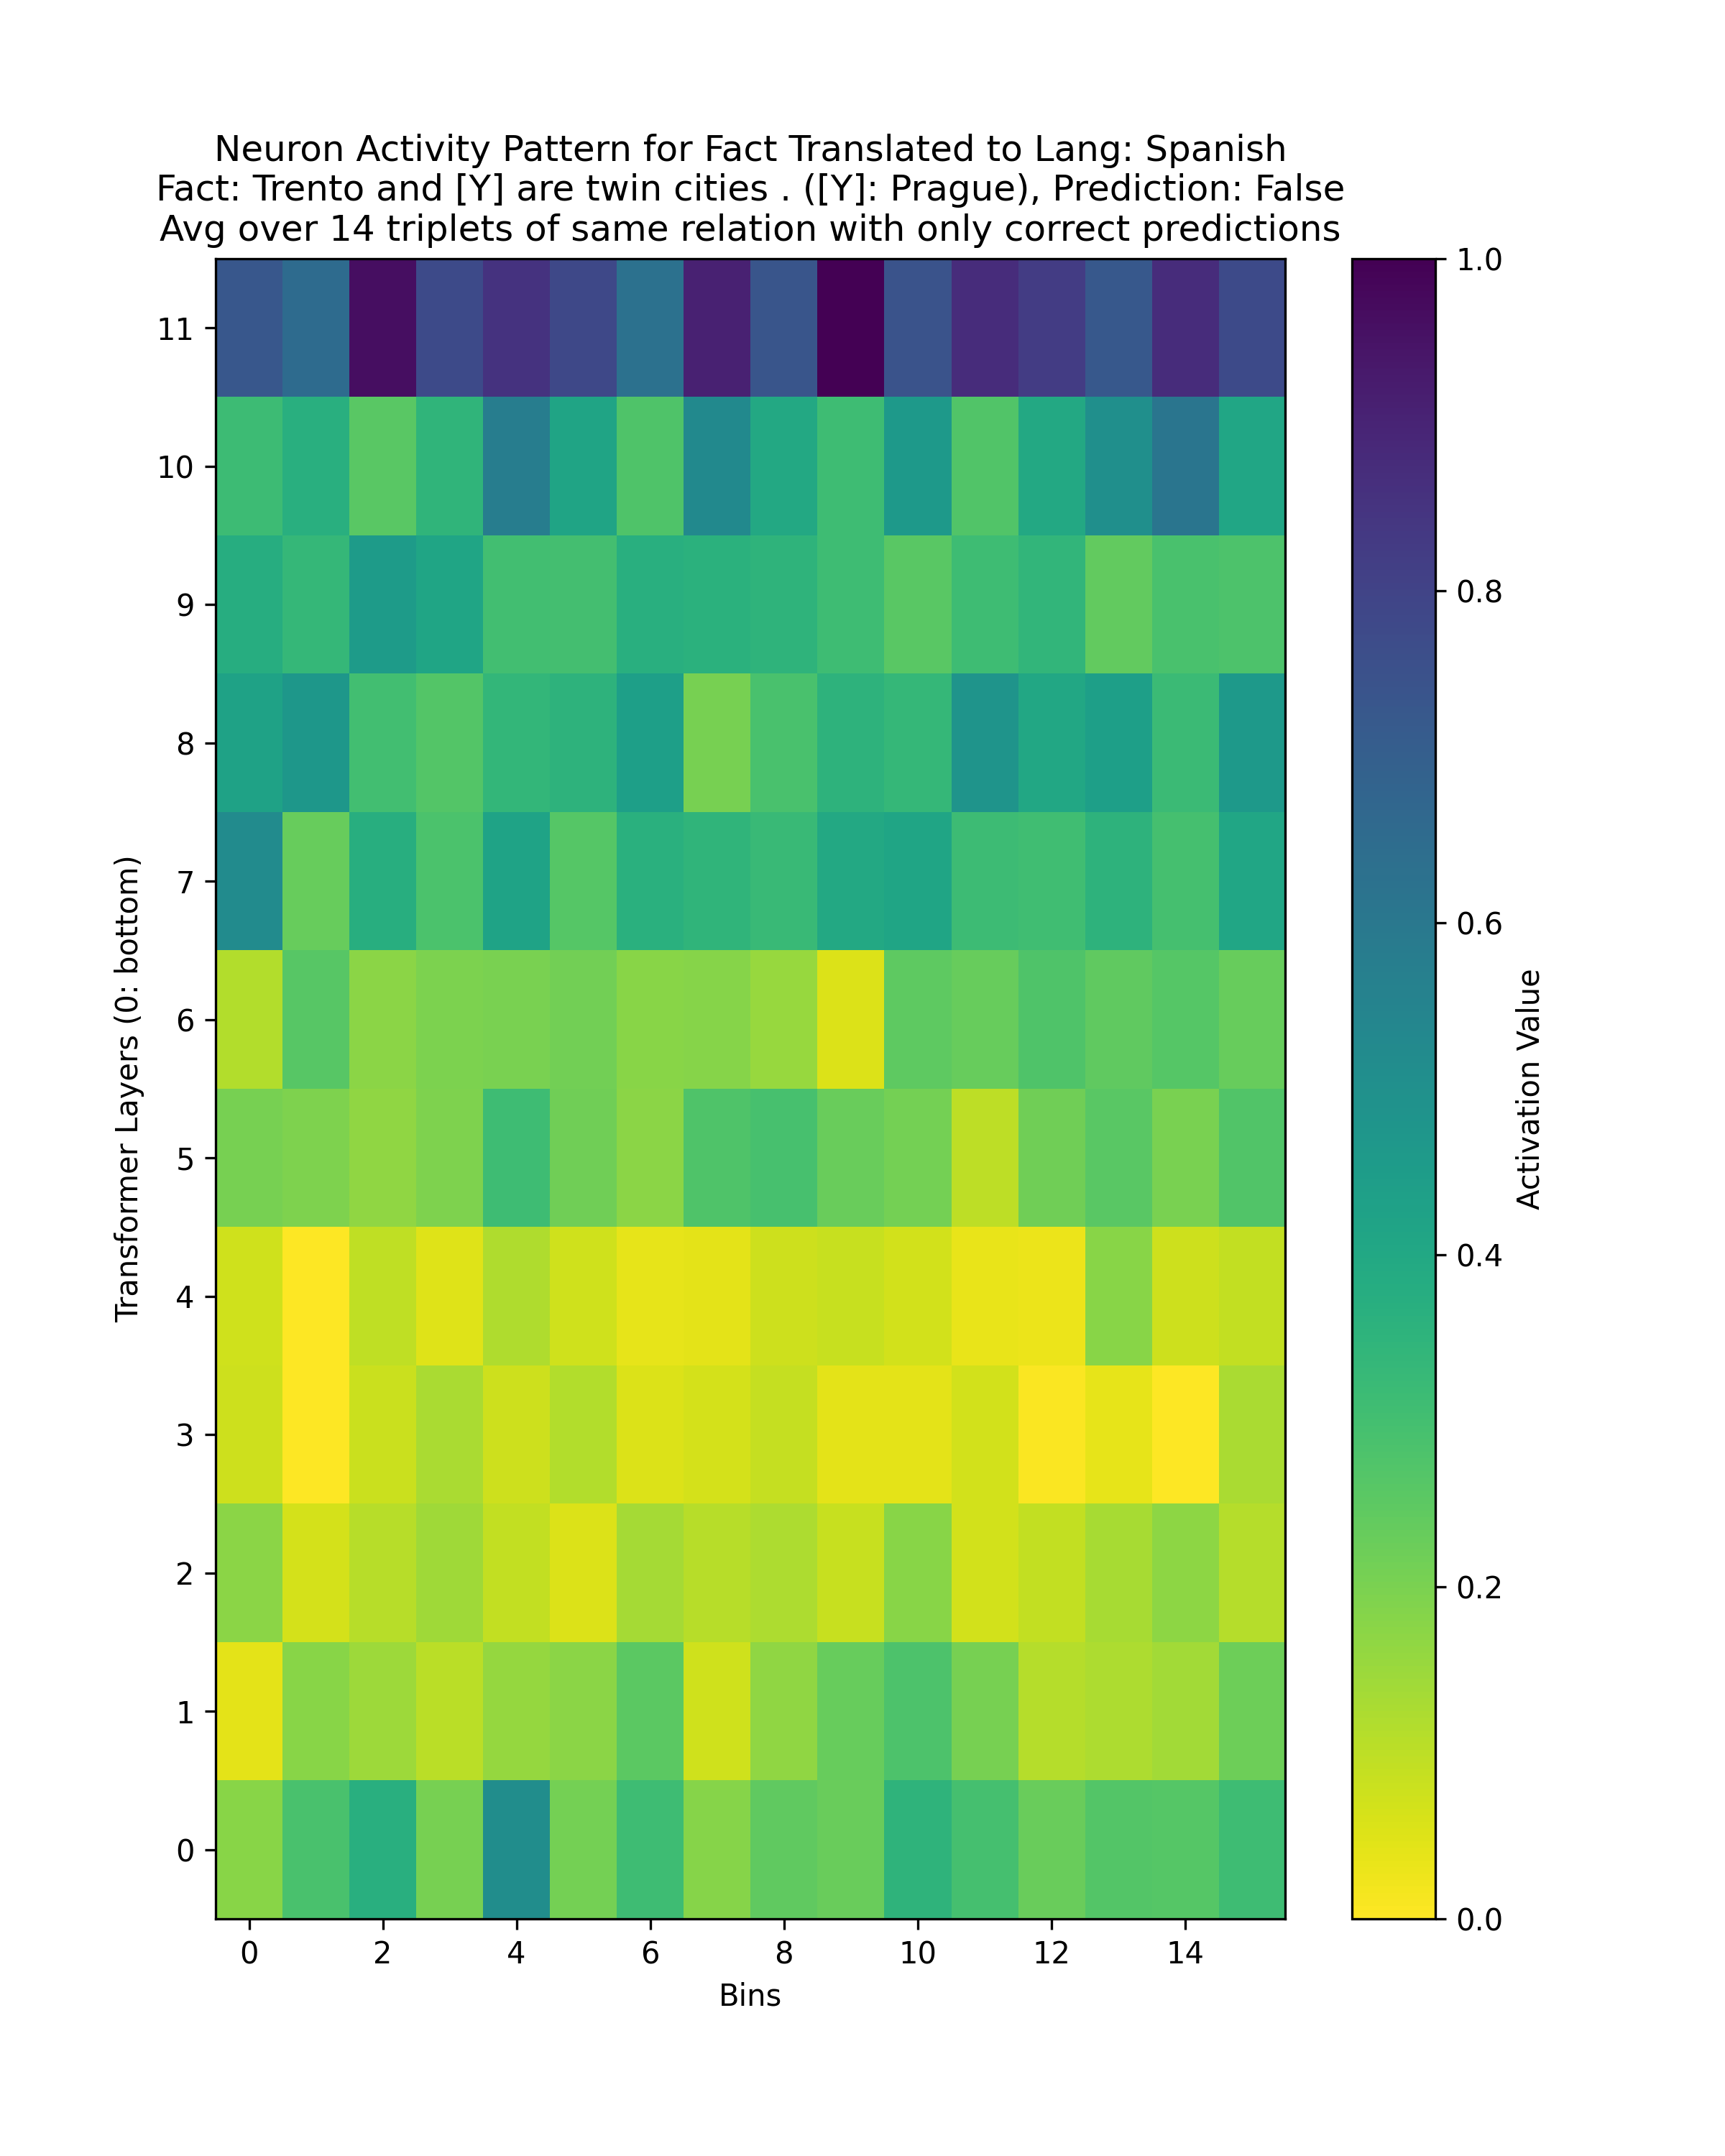 Neuron Activity Pattern for Fact Translated to Lang: Spanish
Fact: Trento and [Y] are twin cities . ([Y]: Prague), Prediction: False
Avg over 14 triplets of same relation with only correct predictions
Transformer Layers (0: bottom)
11
10
9
8
7
6
5
4
3
2
1
0
0 2 4 6 8 10 12 14
Bins
1.0
0.8
0.6
0.4
0.2
0.0
Activation Value